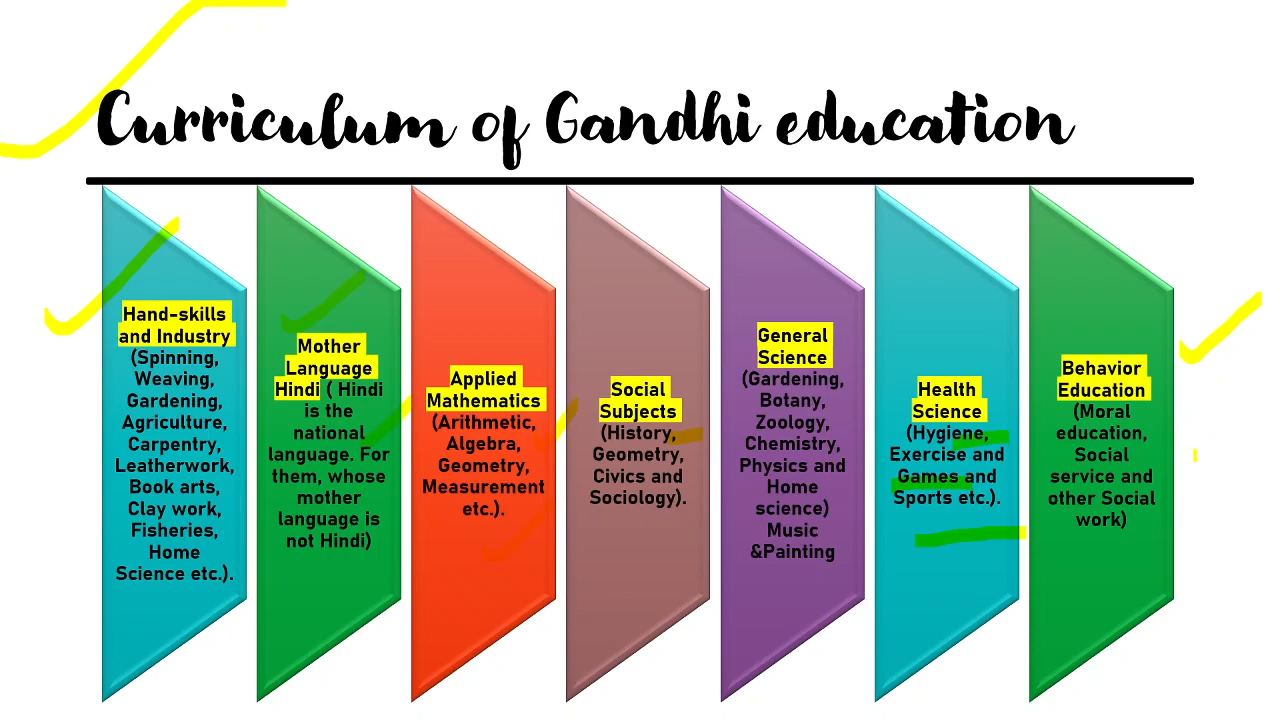 Curriculum of Gandhi education
Hand-skills
and Industry
(Spinning,
Weaving,
Gardening,
Agriculture,
Carpentry,
Leatherwork,
Book arts,
Clay work,
Fisheries,
Home
Science etc.).
Mother
Language
Hindi ( Hindi
is the
national
language. For
them, whose
mother
language is
not Hindi)
Applied
Mathematics
(Arithmetic,
Algebra,
Geometry,
Measurement
etc.).
Social
Subjects
(History,
Geometry,
Civics and
Sociology).
General
Science
(Gardening,
Botany,
Zoology,
Chemistry,
Physics and
Home
science)
Music
&Painting
Health
Science
(Hygiene,
Exercise and
Games and
Sports etc.).
Behavior
Education
(Moral
education,
Social
service and
other Social
work)